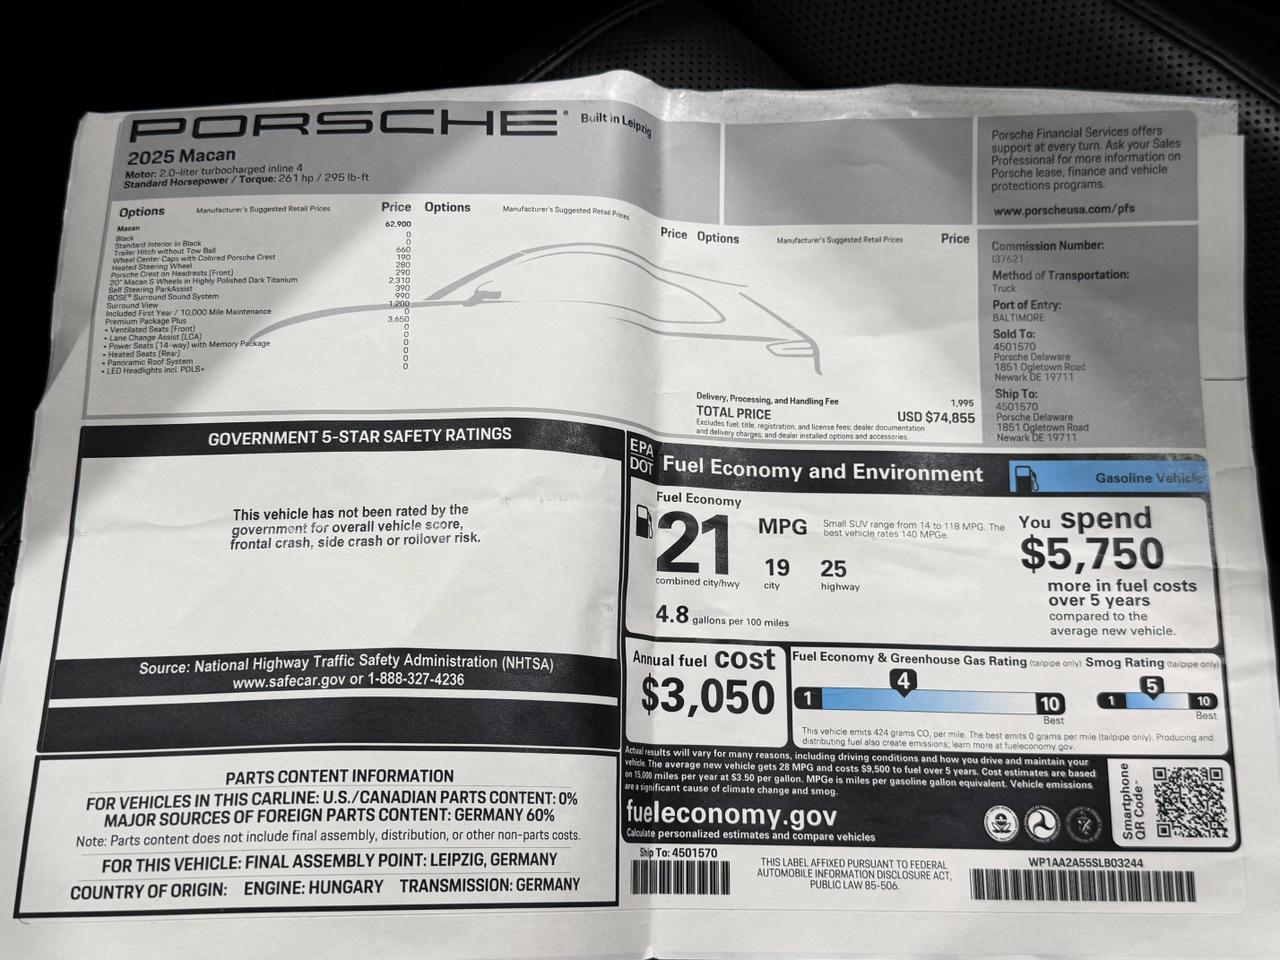 PORSCHE®
Built in Leipzig
2025 Macan
Motor: 2.0-liter turbocharged inline 4
Standard Horsepower / Torque: 261 hp / 295 lb-ft
Porsche Financial Services offers
support at every turn. Ask your Sales
Professional for more information on
Porsche lease, finance and vehicle
protections programs.
www.porscheusa.com/pfs
Options Manufacturer's Suggested Retail Prices Price
Options Manufacturer's Suggested Retail Prices Price
Options Manufacturer's Suggested Retail Prices Price
Macan 62,900
Black 0
Standard Interior in Black 0
Trailer Hitch without Tow Ball 660
Wheel Center Caps with Colored Porsche Crest 190
Heated Steering Wheel 280
Porsche Crest on Headrests (Front) 290
20" Macan S Wheels in Highly Polished Dark Titanium 2,310
Self Steering ParkAssist 390
BOSE® Surround Sound System 990
Surround View 1,200
Included First Year / 10,000 Mile Maintenance 0
Premium Package Plus 3,650
• Ventilated Seats (Front) 0
• Lane Change Assist (LCA) 0
• Power Seats (14-way) with Memory Package 0
• Heated Seats (Rear) 0
• Panoramic Roof System 0
• LED Headlights incl. PDLS+ 0
Delivery, Processing, and Handling Fee 1,995
TOTAL PRICE USD $74,855
Excludes fuel; title, registration, and license fees; dealer documentation
and delivery charges; and dealer installed options and accessories.
Commission Number:
I37621
Method of Transportation:
Truck
Port of Entry:
BALTIMORE
Sold To:
4501570
Porsche Delaware
1851 Ogletown Road
Newark DE 19711
Ship To:
4501570
Porsche Delaware
1851 Ogletown Road
Newark DE 19711
GOVERNMENT 5-STAR SAFETY RATINGS
This vehicle has not been rated by the
government for overall vehicle score,
frontal crash, side crash or rollover risk.
Source: National Highway Traffic Safety Administration (NHTSA)
www.safecar.gov or 1-888-327-4236
PARTS CONTENT INFORMATION
FOR VEHICLES IN THIS CARLINE: U.S./CANADIAN PARTS CONTENT: 0%
MAJOR SOURCES OF FOREIGN PARTS CONTENT: GERMANY 60%
Note: Parts content does not include final assembly, distribution, or other non-parts costs.
FOR THIS VEHICLE: FINAL ASSEMBLY POINT: LEIPZIG, GERMANY
COUNTRY OF ORIGIN: ENGINE: HUNGARY TRANSMISSION: GERMANY
EPA
DOT
Fuel Economy and Environment
Gasoline Vehicle
Fuel Economy
21 MPG
combined city/hwy
19
city
25
highway
Small SUV range from 14 to 118 MPG. The
best vehicle rates 140 MPGe.
4.8 gallons per 100 miles
You spend
$5,750
more in fuel costs
over 5 years
compared to the
average new vehicle.
Annual fuel cost
$3,050
Fuel Economy & Greenhouse Gas Rating (tailpipe only)
1 4 10
Best
Smog Rating (tailpipe only)
1 5 10
Best
This vehicle emits 424 grams CO₂ per mile. The best emits 0 grams per mile (tailpipe only). Producing and
distributing fuel also create emissions; learn more at fueleconomy.gov.
Actual results will vary for many reasons, including driving conditions and how you drive and maintain your
vehicle. The average new vehicle gets 28 MPG and costs $9,500 to fuel over 5 years. Cost estimates are based
on 15,000 miles per year at $3.50 per gallon. MPGe is miles per gasoline gallon equivalent. Vehicle emissions
are a significant cause of climate change and smog.
fueleconomy.gov
Calculate personalized estimates and compare vehicles
Smartphone
QR Code™
Ship To: 4501570
THIS LABEL AFFIXED PURSUANT TO FEDERAL
AUTOMOBILE INFORMATION DISCLOSURE ACT,
PUBLIC LAW 85-506.
WP1AA2A55SLB03244